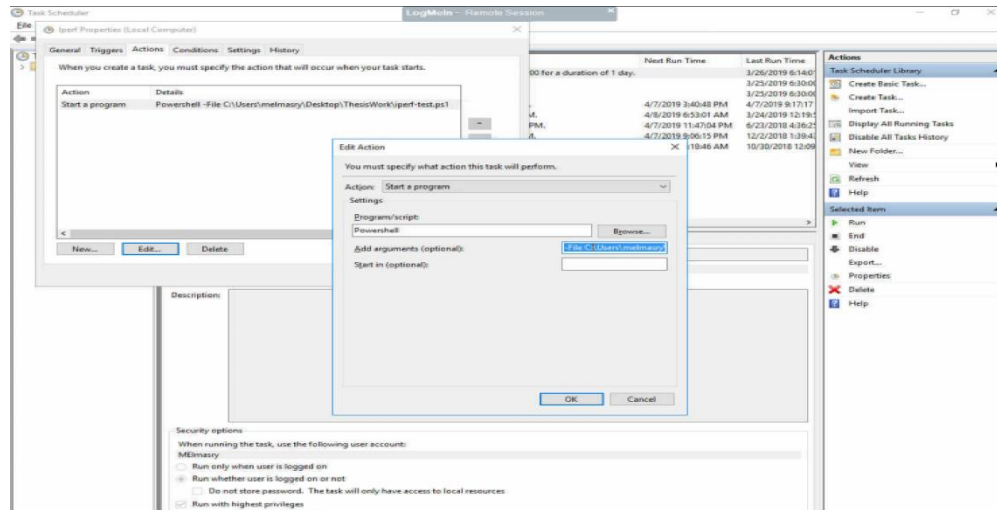 Task Scheduler
LogMeIn - Remote Session
File
Iperf Properties (Local Computer)
General Triggers Actions Conditions Settings History
When you create a task, you must specify the action that will occur when your task starts.
Action Details
Start a program Powershell -File C:\Users\melmasry\Desktop\ThesisWork\iperf-test.ps1
New... Edit... Delete
Next Run Time Last Run Time
00 for a duration of 1 day. 3/26/2019 6:14:0
3/25/2019 6:30:00
3/25/2019 6:30:00
4/7/2019 3:40:48 PM 4/7/2019 9:17:17
4/8/2019 6:53:01 AM 3/24/2019 12:19:
PM. 4/7/2019 11:47:04 PM 6/23/2018 4:36:2
4/7/2019 9:06:15 PM 12/2/2018 1:39:4
:19:46 AM 10/30/2018 12:09
Edit Action
You must specify what action this task will perform.
Action: Start a program
Settings
Program/script:
Powershell Browse...
Add arguments (optional): -File C:\Users\melmasry\
Start in (optional):
OK Cancel
Description:
Security options
When running the task, use the following user account:
MElmasry
Run only when user is logged on
Run whether user is logged on or not
Do not store password. The task will only have access to local resources
Run with highest privileges
Actions
Task Scheduler Library
Create Basic Task...
Create Task...
Import Task...
Display All Running Tasks
Disable All Tasks History
New Folder...
View
Refresh
Help
Selected Item
Run
End
Disable
Export...
Properties
Delete
Help